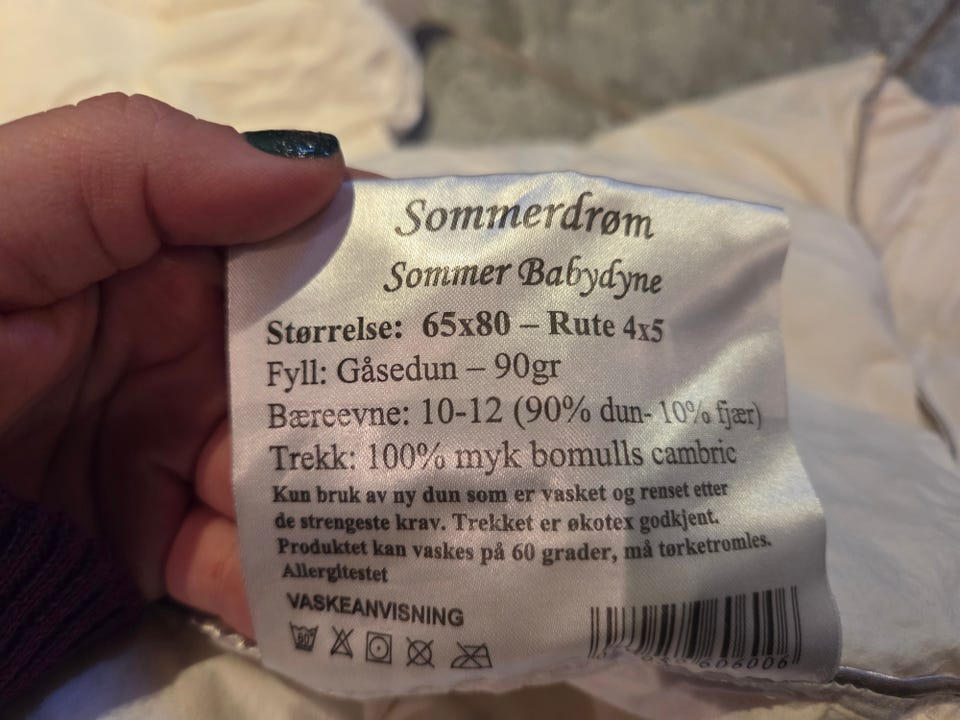 Sommerdrøm
Sommer Babydyne
Størrelse: 65x80 – Rute 4x5
Fyll: Gåsedun – 90gr
Bæreevne: 10-12 (90% dun- 10% fjær)
Trekk: 100% myk bomulls cambric
Kun bruk av ny dun som er vasket og renset etter
de strengeste krav. Trekket er økotex godkjent.
Produktet kan vaskes på 60 grader, må tørketromles.
Allergitestet
VASKEANVISNING
60°
606006